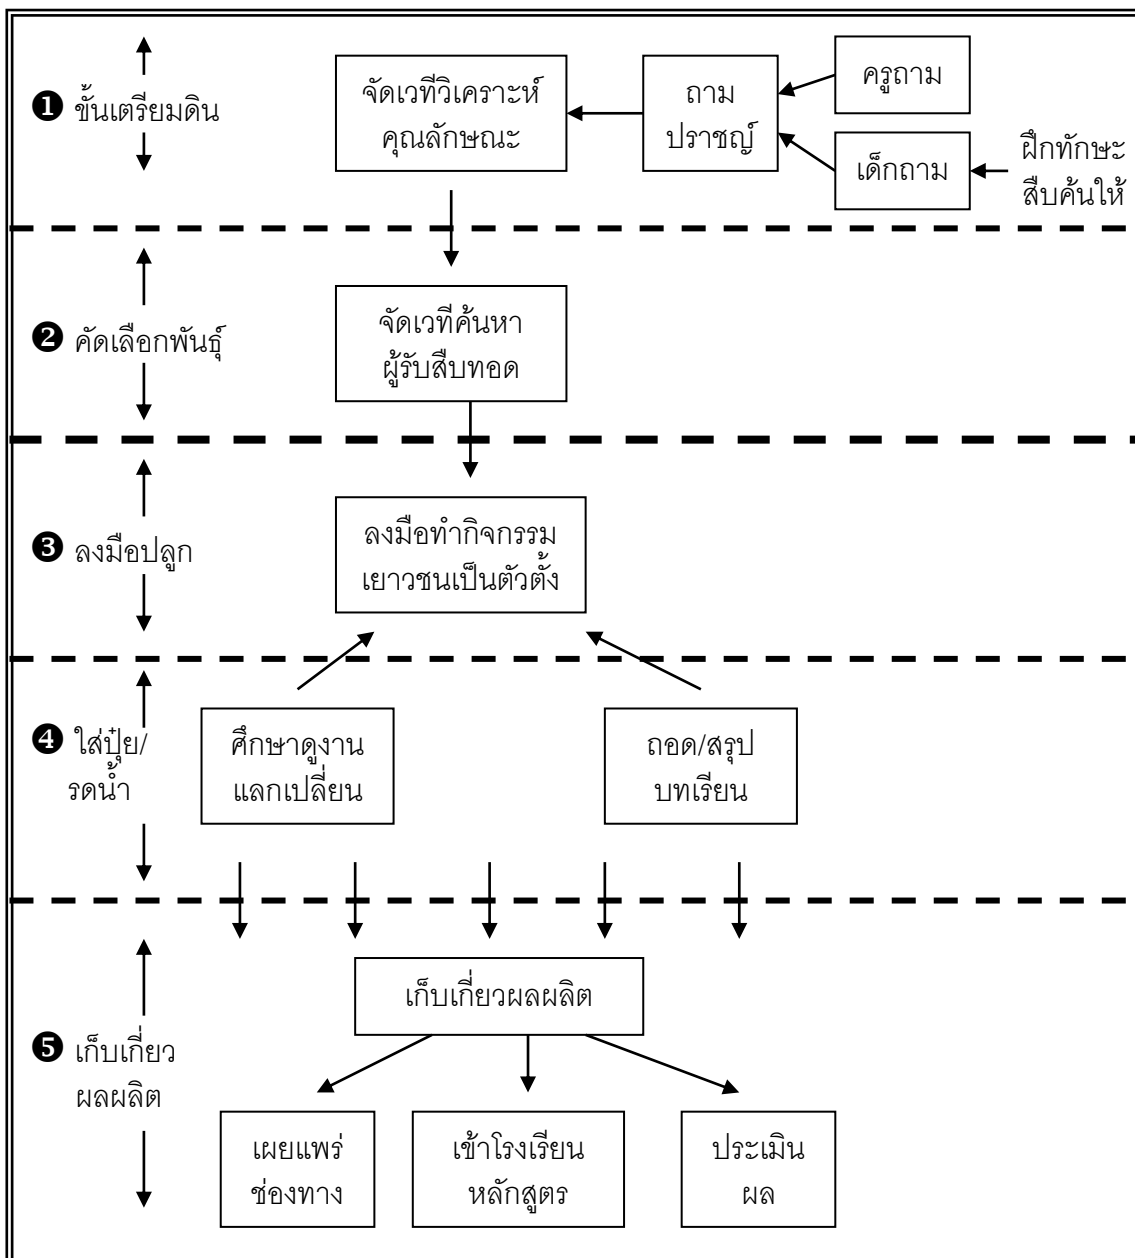 ❶ ขั้นเตรียมดิน
จัดเวทีวิเคราะห์
คุณลักษณะ
ถาม
ปราชญ์
ครูถาม
เด็กถาม
ฝึกทักษะ
สืบค้นให้
❷ คัดเลือกพันธุ์
จัดเวทีค้นหา
ผู้รับสืบทอด
❸ ลงมือปลูก
ลงมือทำกิจกรรม
เยาวชนเป็นตัวตั้ง
❹ ใส่ปุ๋ย/
รดน้ำ
ศึกษาดูงาน
แลกเปลี่ยน
ถอด/สรุป
บทเรียน
❺ เก็บเกี่ยว
ผลผลิต
เก็บเกี่ยวผลผลิต
เผยแพร่
ช่องทาง
เข้าโรงเรียน
หลักสูตร
ประเมิน
ผล